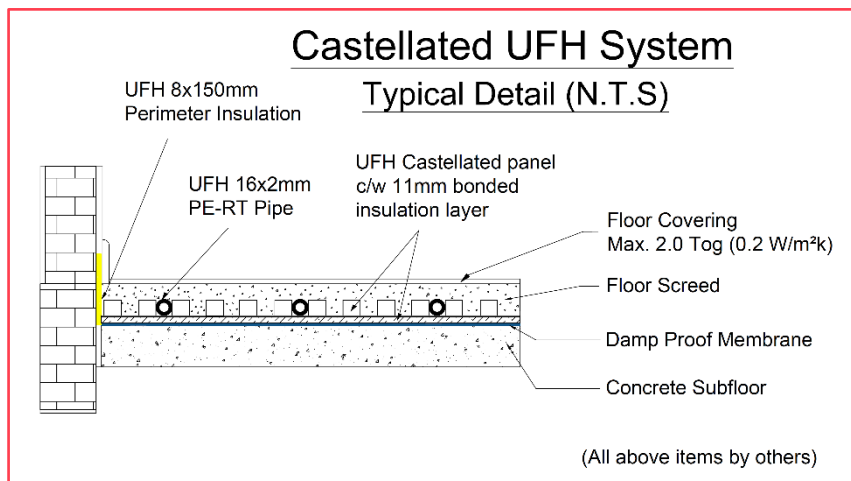 Castellated UFH System
Typical Detail (N.T.S)
UFH 8x150mm
Perimeter Insulation
UFH 16x2mm
PE-RT Pipe
UFH Castellated panel
c/w 11mm bonded
insulation layer
Floor Covering
Max. 2.0 Tog (0.2 W/m²k)
Floor Screed
Damp Proof Membrane
Concrete Subfloor
(All above items by others)